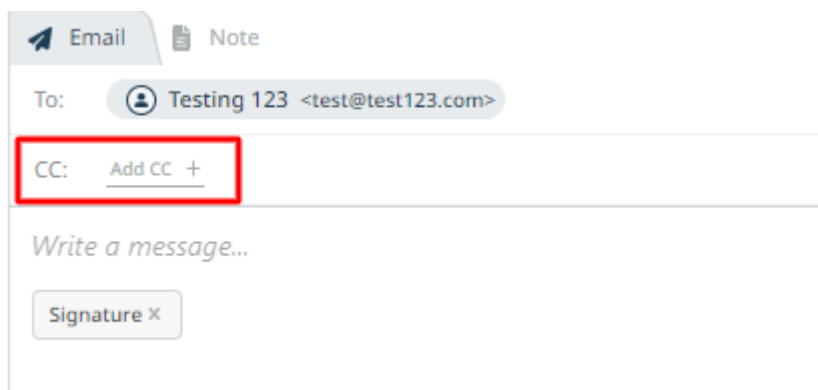 Email Note
To: Testing 123 <test@test123.com>
CC: Add CC +
Write a message...
Signature x